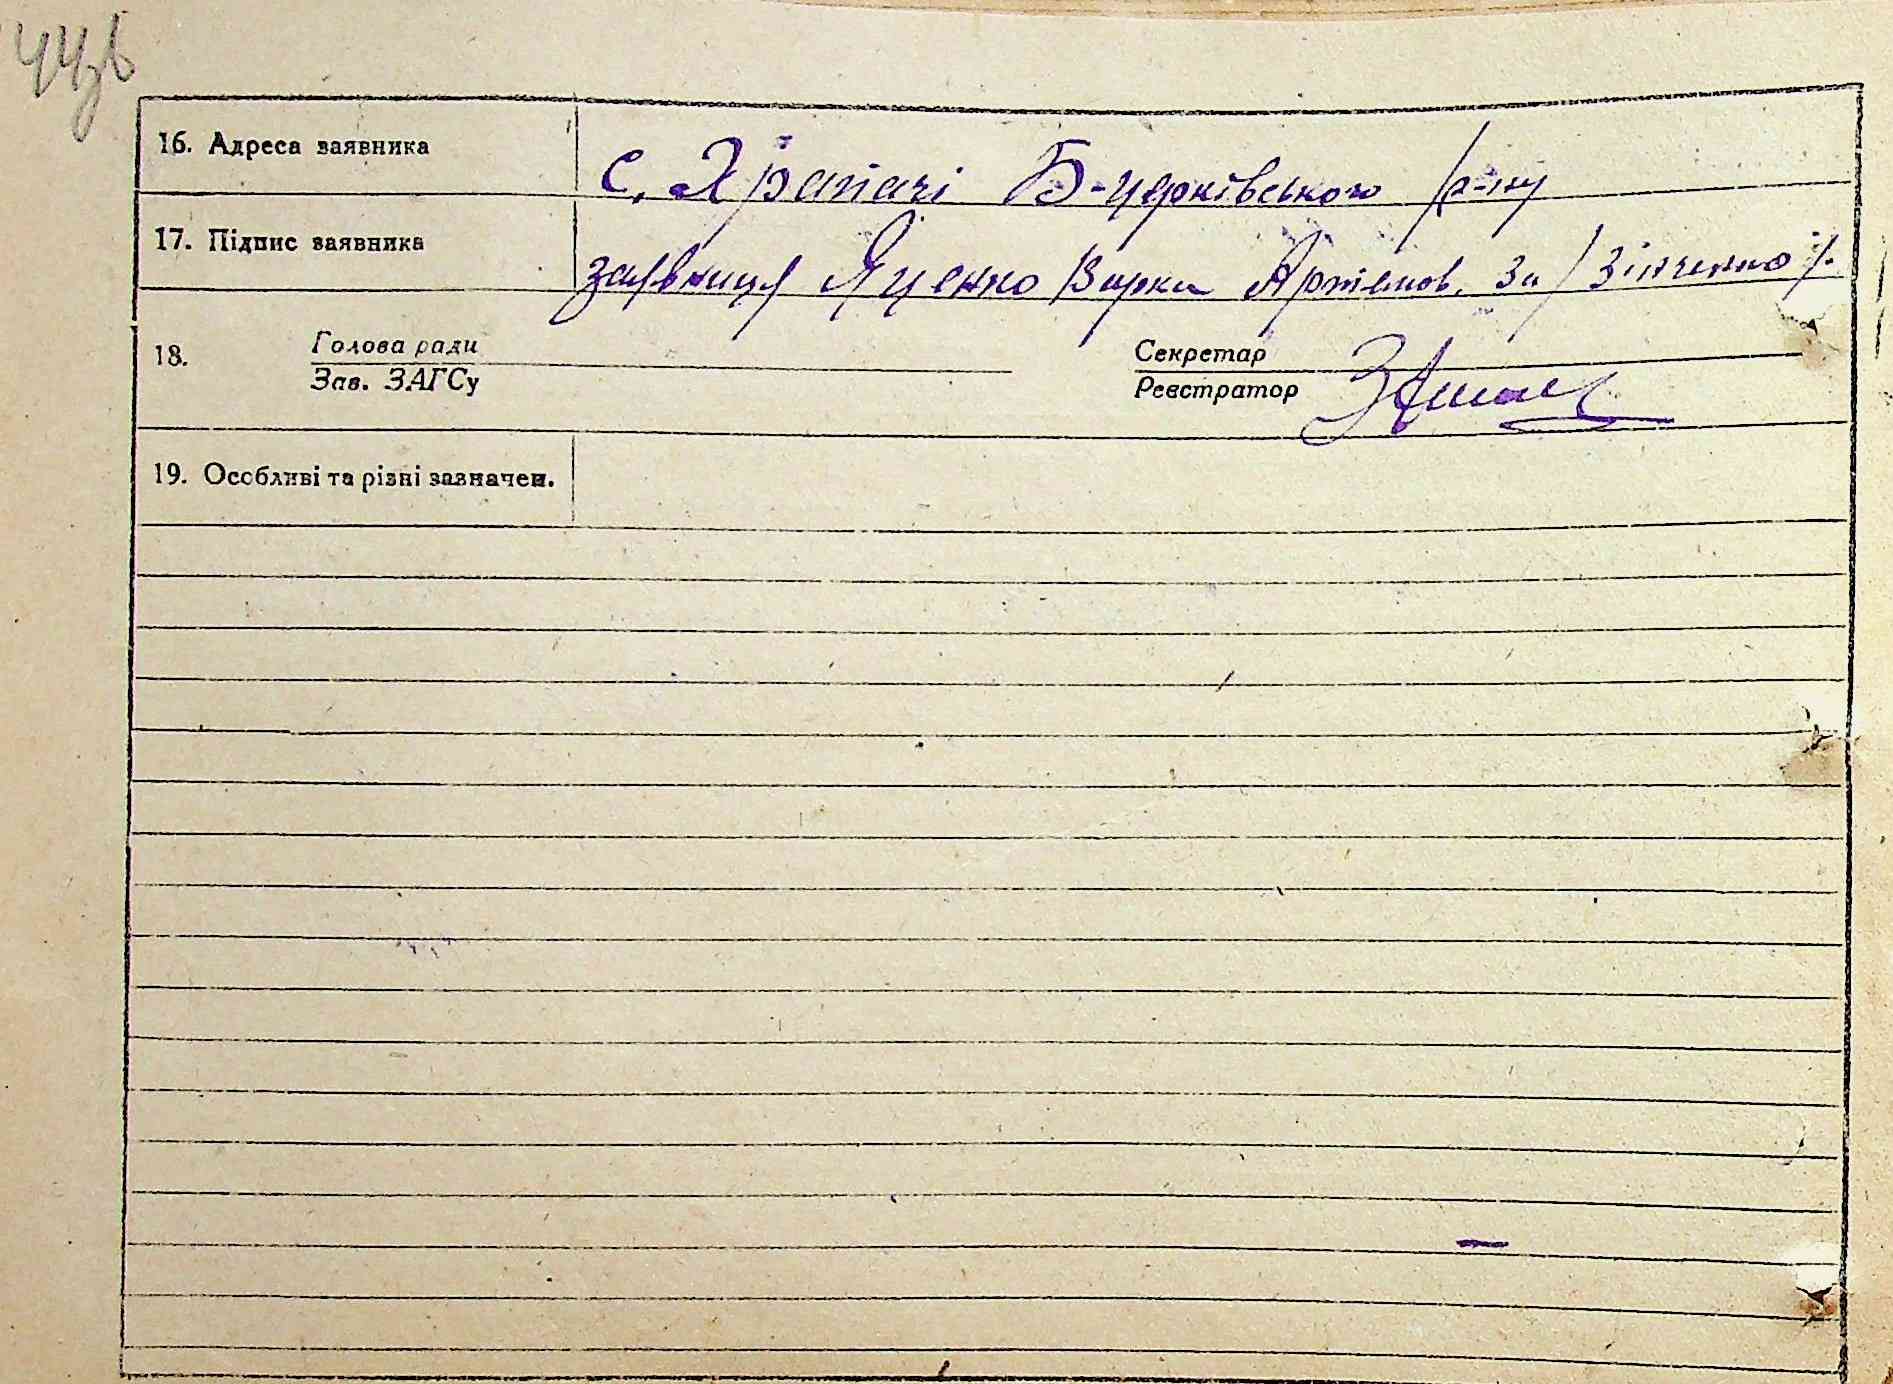 44зв
16. Адреса заявника с. Храпачі Б-церківського р-ну
17. Підпис заявника заявниця Яценко Варка Артемов. за /Зінченко/.
18. Голова ради Секретар
Зав. ЗАГСу Реєстратор
19. Особливі та різні зазначен.